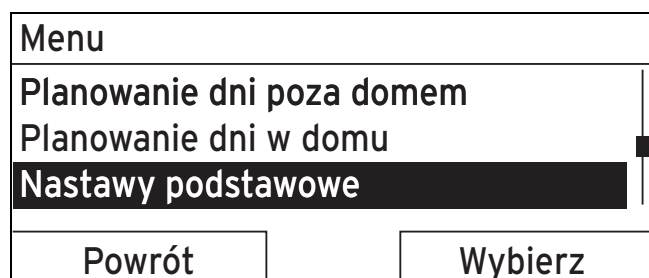 Menu
Planowanie dni poza domem
Planowanie dni w domu
Nastawy podstawowe
Powrót Wybierz